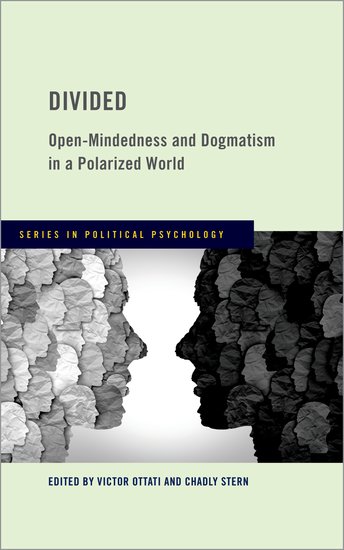 DIVIDED
Open-Mindedness and Dogmatism
in a Polarized World
SERIES IN POLITICAL PSYCHOLOGY
EDITED BY VICTOR OTTATI AND CHADLY STERN